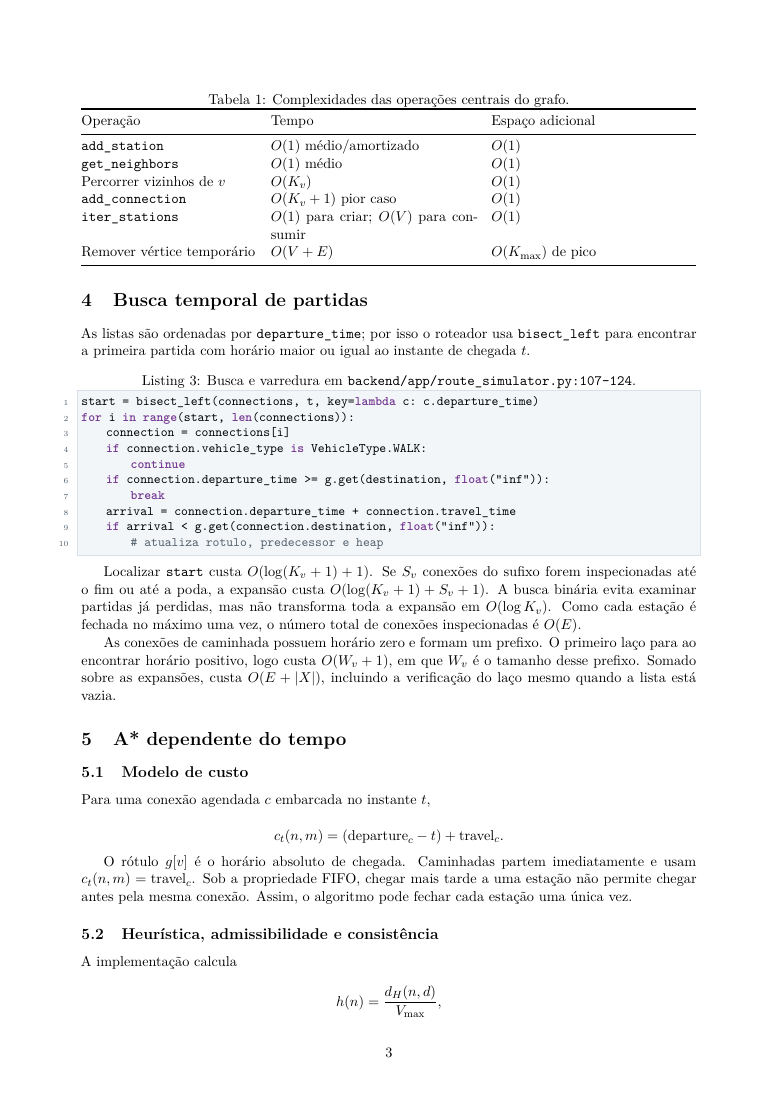 Tabela 1: Complexidades das operações centrais do grafo.
Operação Tempo Espaço adicional
add_station O(1) médio/amortizado O(1)
get_neighbors O(1) médio O(1)
Percorrer vizinhos de v O(K_v) O(1)
add_connection O(K_v + 1) pior caso O(1)
iter_stations O(1) para criar; O(V) para con- O(1)
sumir
Remover vértice temporário O(V + E) O(K_max) de pico
4 Busca temporal de partidas
As listas são ordenadas por departure_time; por isso o roteador usa bisect_left para encontrar
a primeira partida com horário maior ou igual ao instante de chegada t.
Listing 3: Busca e varredura em backend/app/route_simulator.py:107-124.
1 start = bisect_left(connections, t, key=lambda c: c.departure_time)
2 for i in range(start, len(connections)):
3 connection = connections[i]
4 if connection.vehicle_type is VehicleType.WALK:
5 continue
6 if connection.departure_time >= g.get(destination, float("inf")):
7 break
8 arrival = connection.departure_time + connection.travel_time
9 if arrival < g.get(connection.destination, float("inf")):
10 # atualiza rotulo, predecessor e heap
Localizar start custa O(log(K_v + 1) + 1). Se S_v conexões do sufixo forem inspecionadas até
o fim ou até a poda, a expansão custa O(log(K_v + 1) + S_v + 1). A busca binária evita examinar
partidas já perdidas, mas não transforma toda a expansão em O(log K_v). Como cada estação é
fechada no máximo uma vez, o número total de conexões inspecionadas é O(E).
As conexões de caminhada possuem horário zero e formam um prefixo. O primeiro laço para ao
encontrar horário positivo, logo custa O(W_v + 1), em que W_v é o tamanho desse prefixo. Somado
sobre as expansões, custa O(E + |X|), incluindo a verificação do laço mesmo quando a lista está
vazia.
5 A* dependente do tempo
5.1 Modelo de custo
Para uma conexão agendada c embarcada no instante t,
c_t(n, m) = (departure_c − t) + travel_c.
O rótulo g[v] é o horário absoluto de chegada. Caminhadas partem imediatamente e usam
c_t(n, m) = travel_c. Sob a propriedade FIFO, chegar mais tarde a uma estação não permite chegar
antes pela mesma conexão. Assim, o algoritmo pode fechar cada estação uma única vez.
5.2 Heurística, admissibilidade e consistência
A implementação calcula
h(n) = d_H(n, d) / V_max,
3